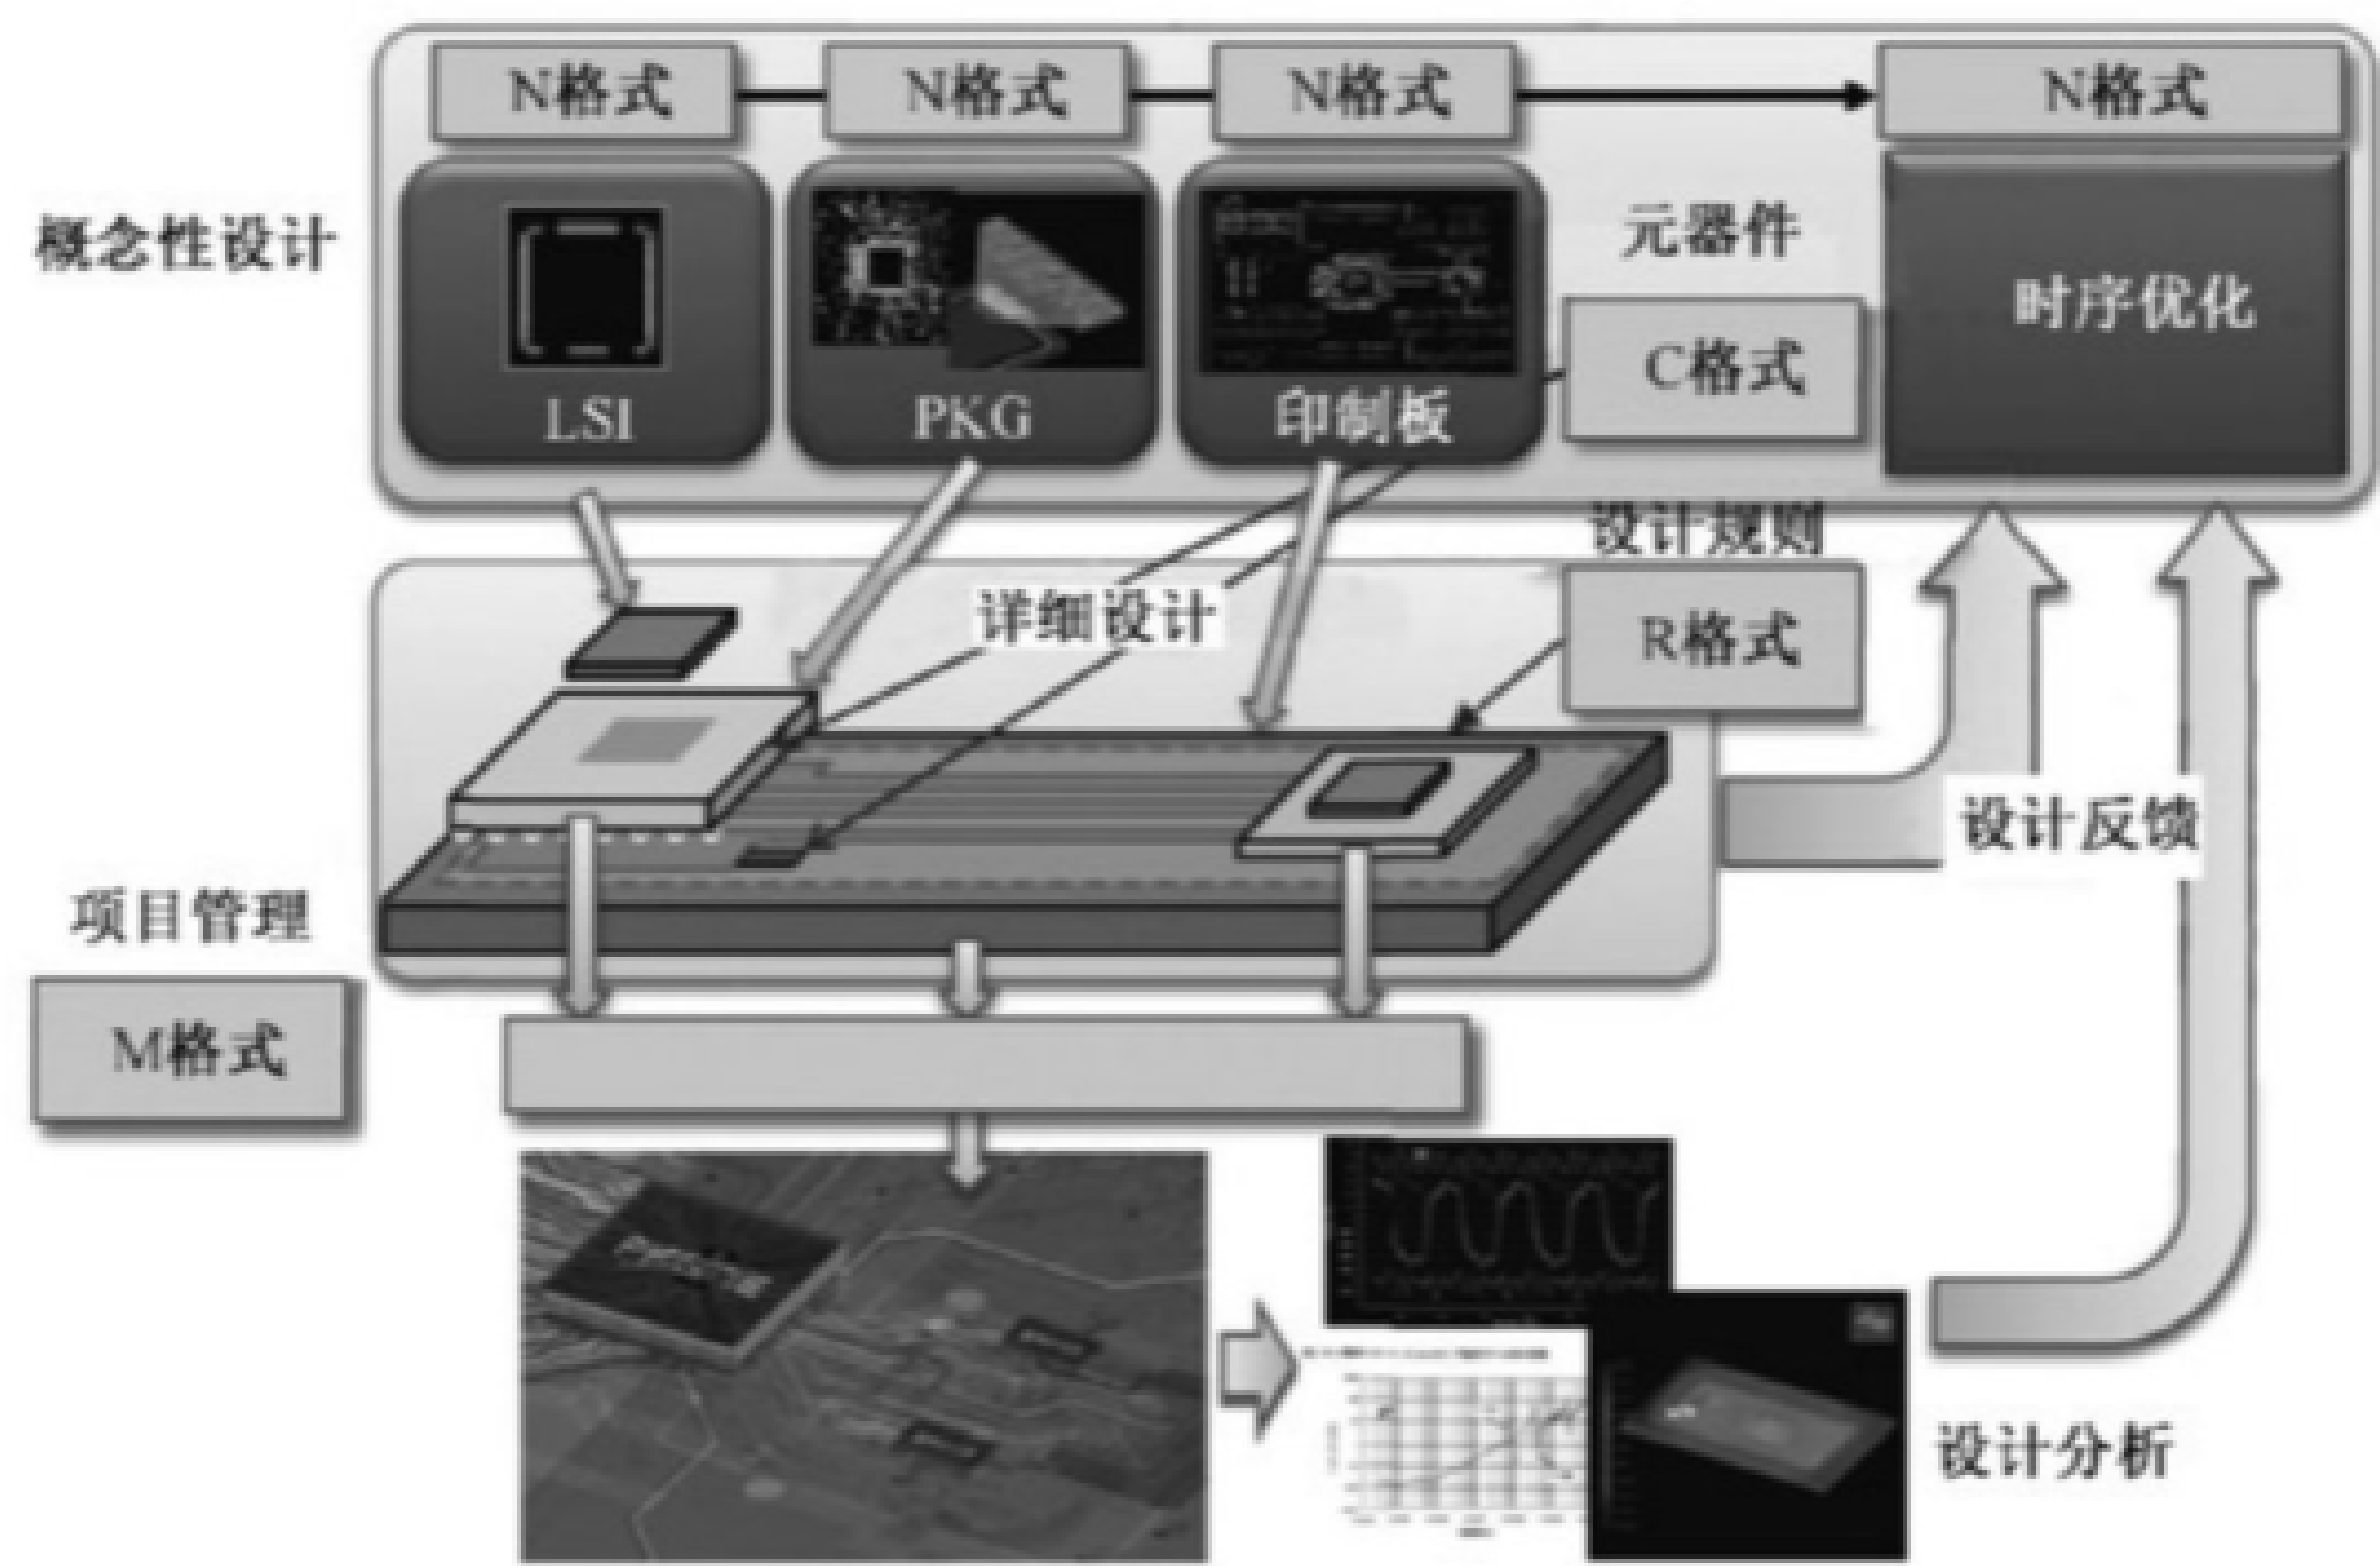 N格式
N格式
N格式
N格式
概念性设计
LSI
PKG
印制板
元器件
C格式
时序优化
设计规则
详细设计
R格式
设计反馈
项目管理
M格式
设计分析